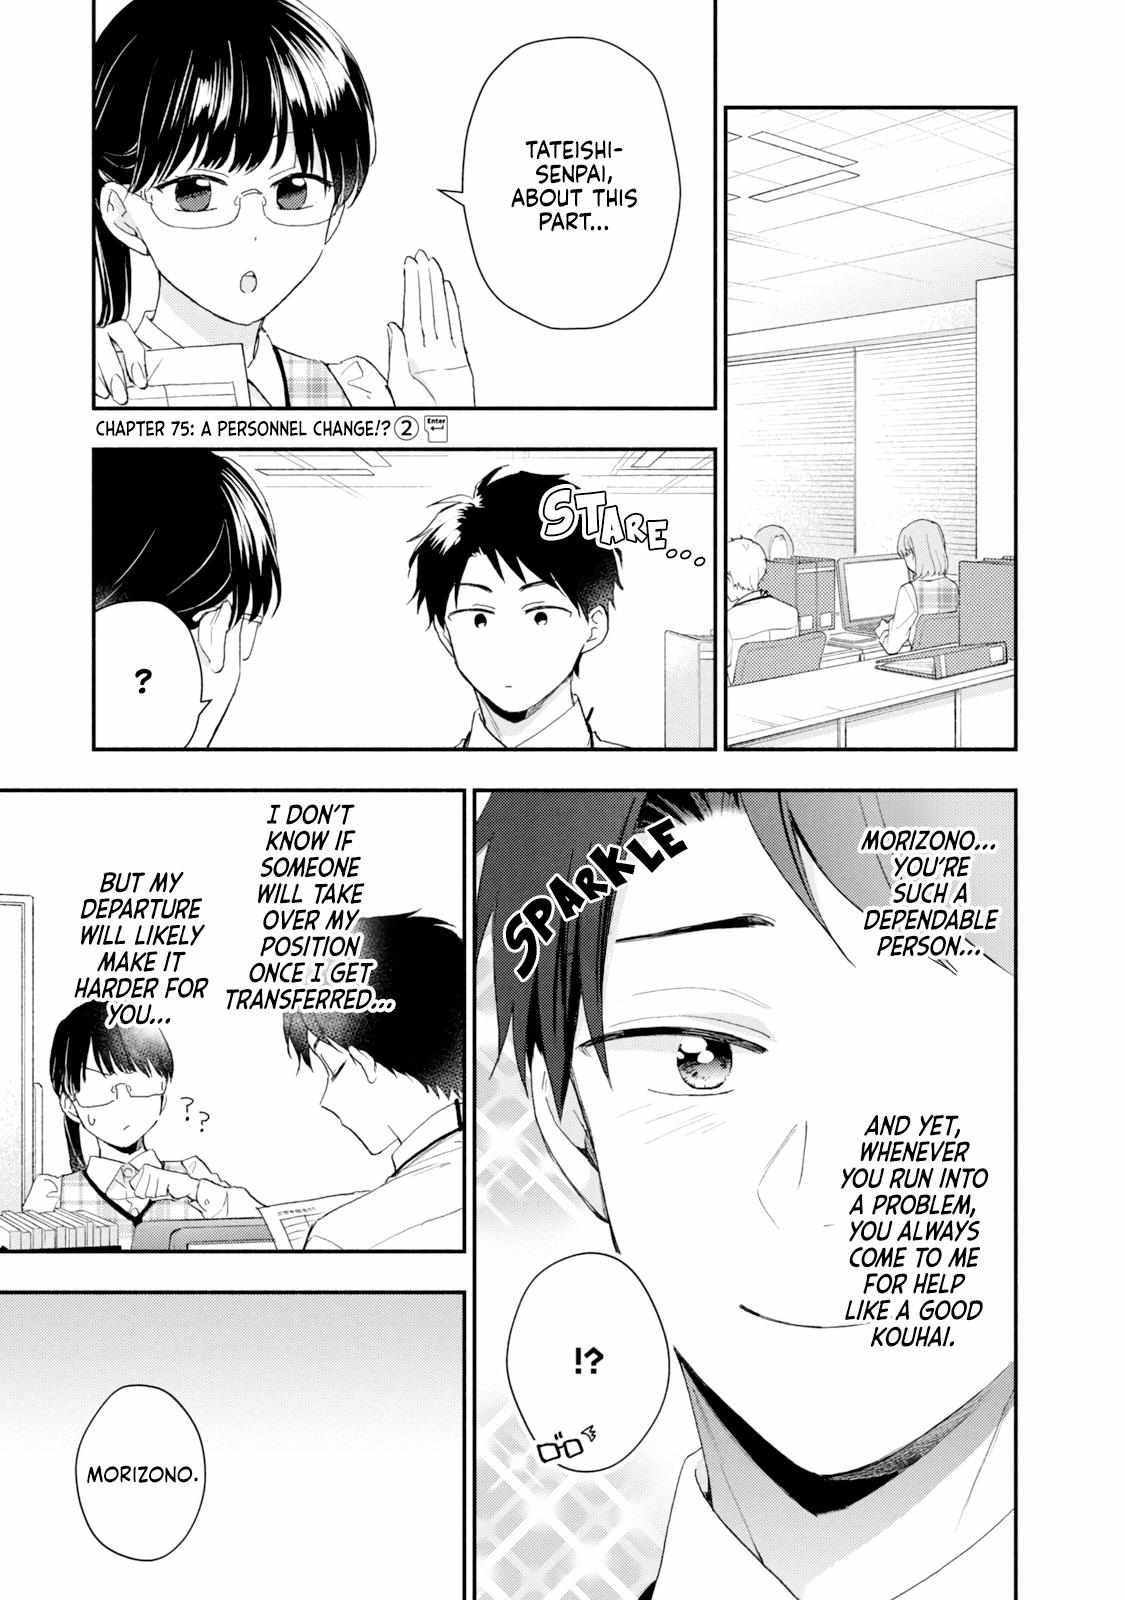 TATEISHI-
SENPAI,
ABOUT THIS
PART...
CHAPTER 75: A PERSONNEL CHANGE!? ②
Enter
STARE...
?
MORIZONO...
YOU'RE
SUCH A
DEPENDABLE
PERSON...
SPARKLE
AND YET,
WHENEVER
YOU RUN INTO
A PROBLEM,
YOU ALWAYS
COME TO ME
FOR HELP
LIKE A GOOD
KOUHAI.
!?
I DON'T
KNOW IF
SOMEONE
WILL TAKE
OVER MY
POSITION
ONCE I GET
TRANSFERRED...
BUT MY
DEPARTURE
WILL LIKELY
MAKE IT
HARDER FOR
YOU...
??
MORIZONO.